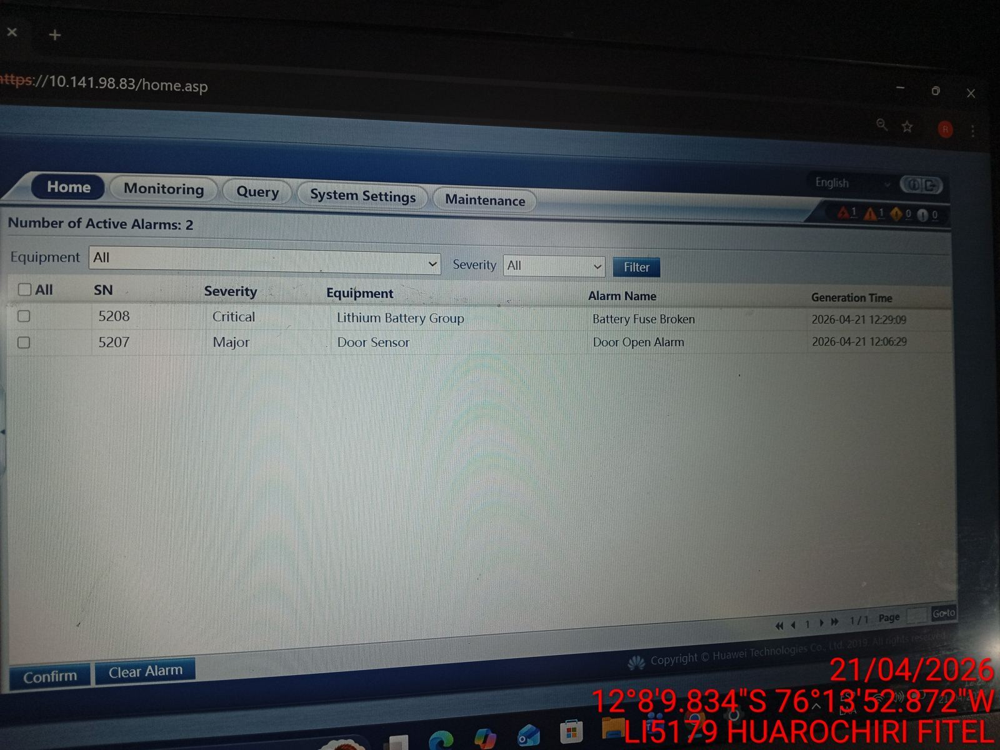 https://10.141.98.83/home.asp
R
English
Home Monitoring Query System Settings Maintenance
1 1 0 0
Number of Active Alarms: 2
Equipment All Severity All Filter
All SN Severity Equipment Alarm Name Generation Time
5208 Critical Lithium Battery Group Battery Fuse Broken 2026-04-21 12:29:09
5207 Major Door Sensor Door Open Alarm 2026-04-21 12:06:29
1 1/1 Page Go to
Copyright © Huawei Technologies Co., Ltd. 2019. All rights reserved.
Confirm Clear Alarm
21/04/2026
12°8'9.834"S 76°13'52.872"W
LI5179 HUAROCHIRI FITEL